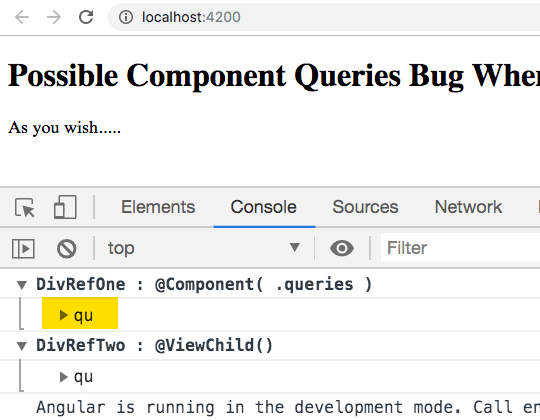 localhost:4200
Possible Component Queries Bug When
As you wish.....
Elements Console Sources Network
top Filter
DivRefOne : @Component( .queries )
qu
DivRefTwo : @ViewChild()
qu
Angular is running in the development mode. Call en